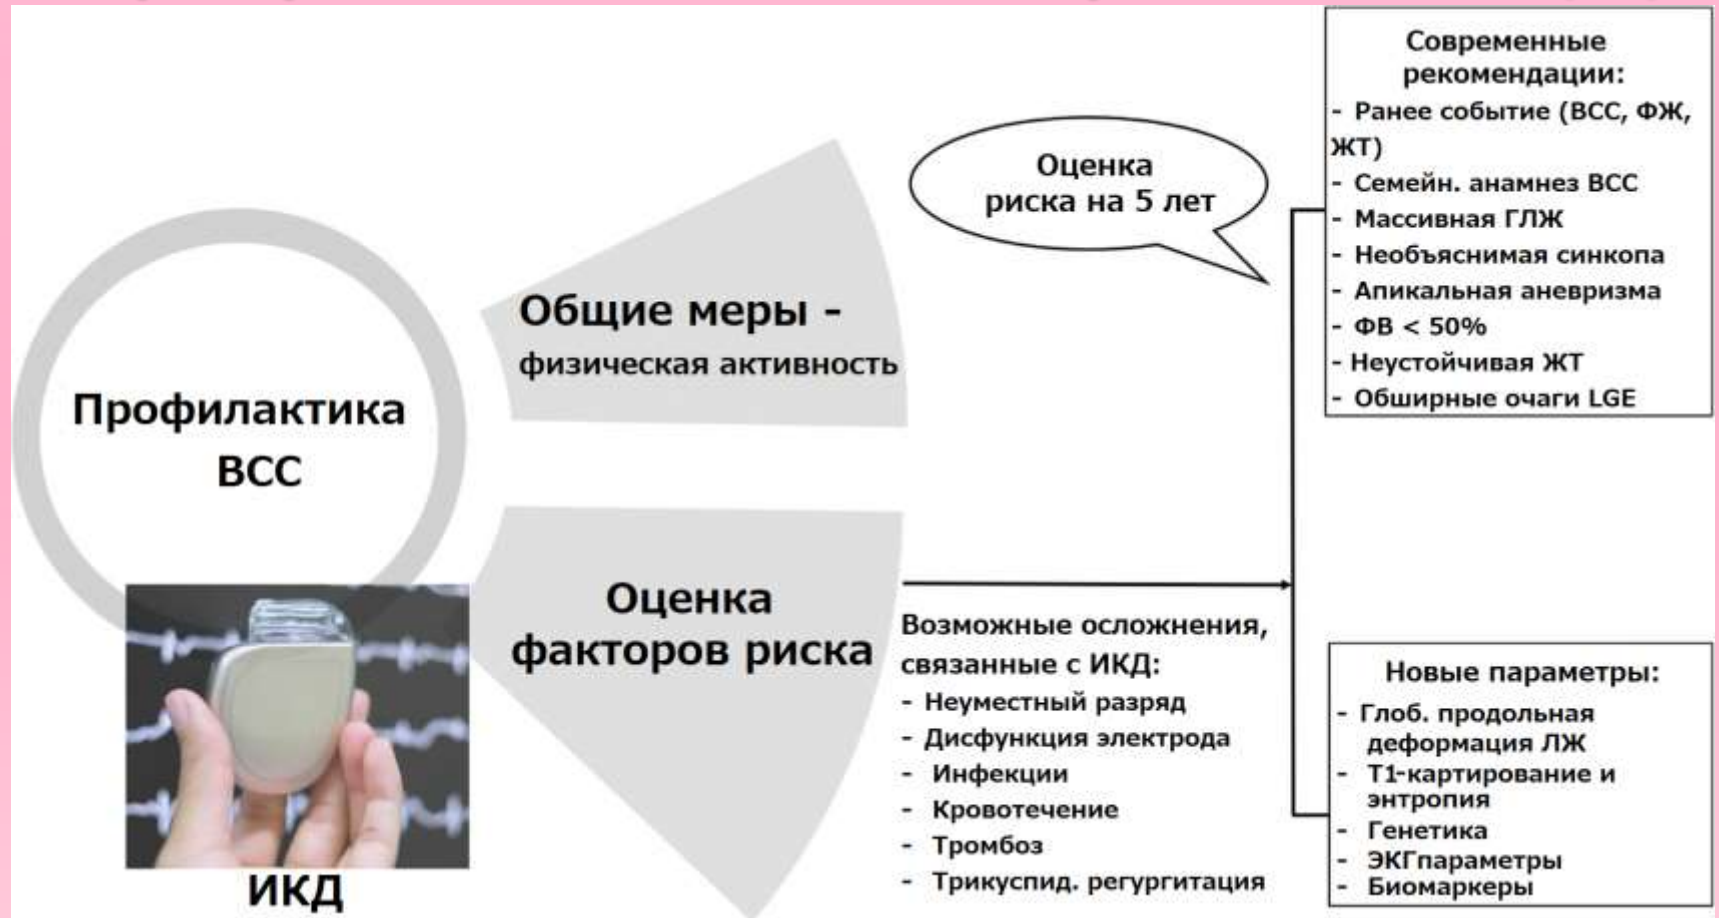 Профилактика
ВСС
ИКД
Общие меры -
физическая активность
Оценка
факторов риска
Оценка
риска на 5 лет
Возможные осложнения,
связанные с ИКД:
- Неуместный разряд
- Дисфункция электрода
- Инфекции
- Кровотечение
- Тромбоз
- Трикуспид. регургитация
Современные
рекомендации:
- Ранее событие (ВСС, ФЖ,
ЖТ)
- Семейн. анамнез ВСС
- Массивная ГЛЖ
- Необъяснимая синкопа
- Апикальная аневризма
- ФВ < 50%
- Неустойчивая ЖТ
- Обширные очаги LGE
Новые параметры:
- Глоб. продольная
деформация ЛЖ
- Т1-картирование и
энтропия
- Генетика
- ЭКГпараметры
- Биомаркеры